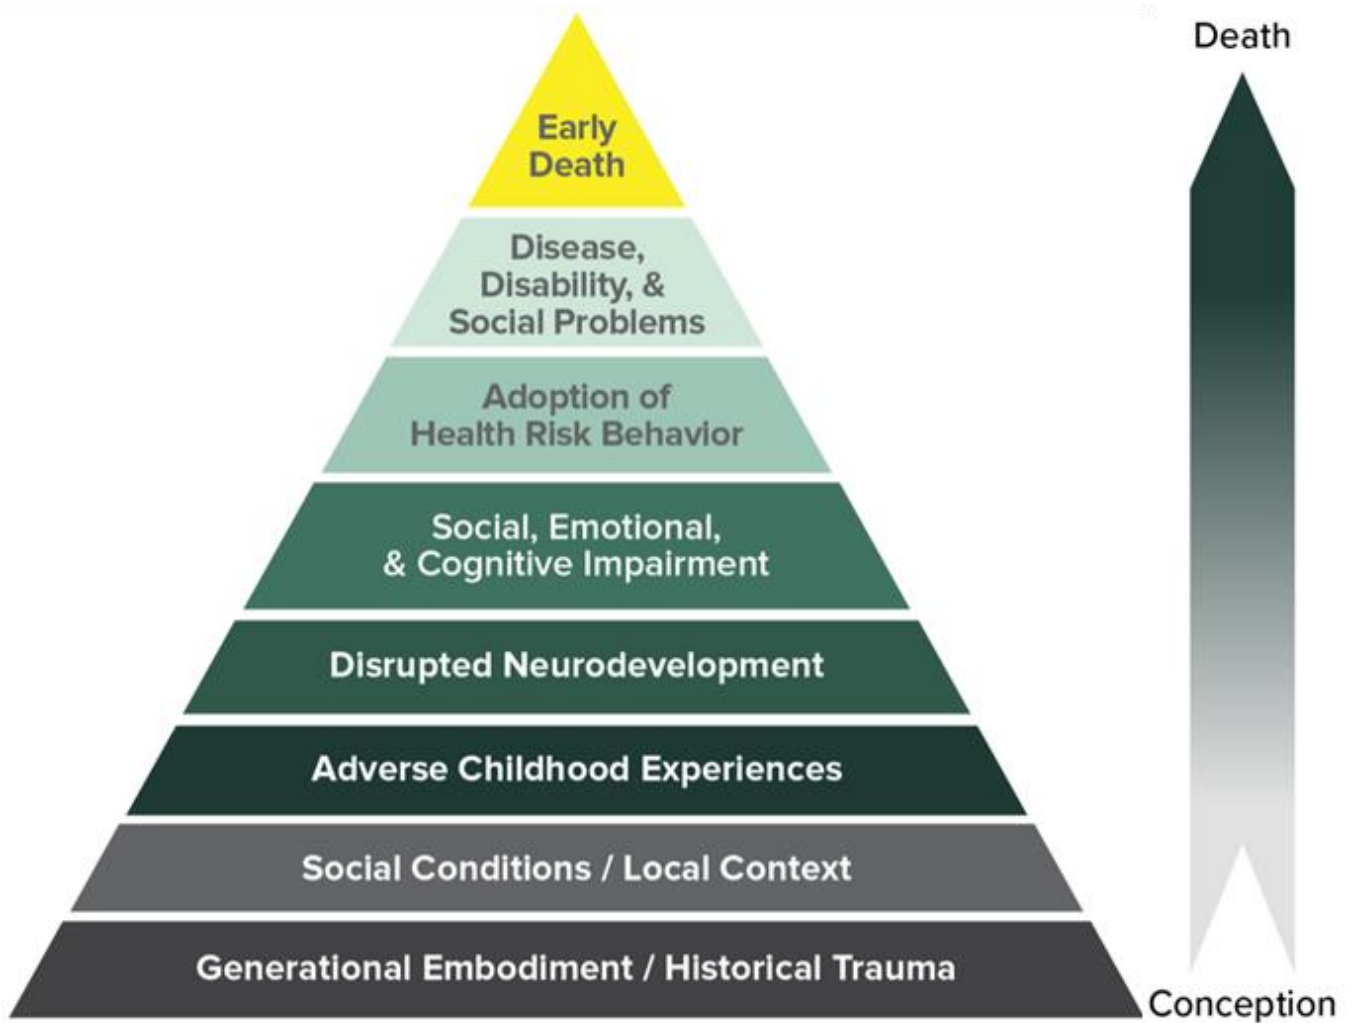 Death
Early
Death
Disease,
Disability, &
Social Problems
Adoption of
Health Risk Behavior
Social, Emotional,
& Cognitive Impairment
Disrupted Neurodevelopment
Adverse Childhood Experiences
Social Conditions / Local Context
Generational Embodiment / Historical Trauma
Conception